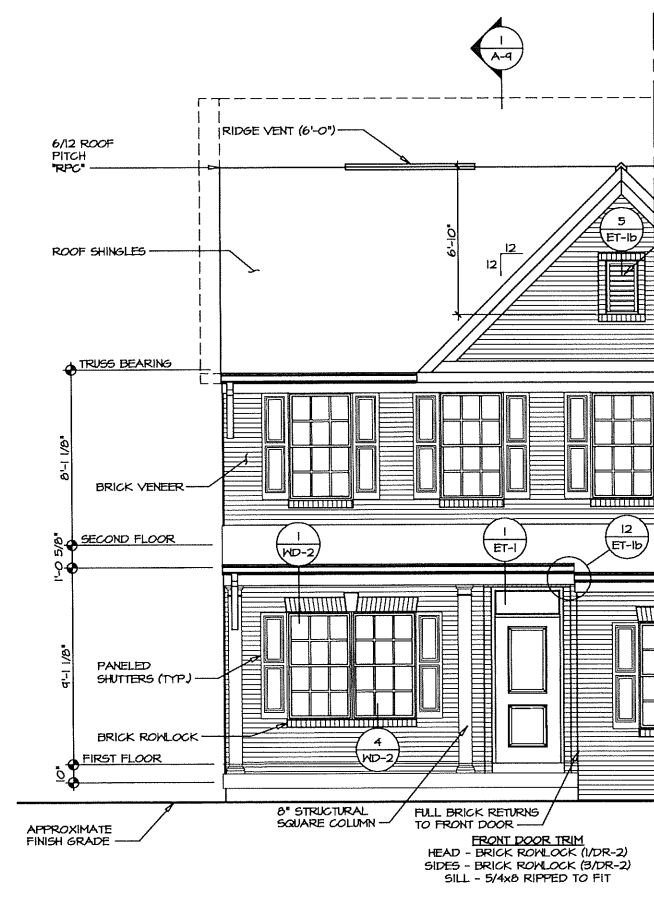 1
A-9
RIDGE VENT (6'-0")
6/12 ROOF
PITCH
"RPC"
5
ET-1b
6'-10"
12
12
ROOF SHINGLES
TRUSS BEARING
8'-1 1/8"
BRICK VENEER
SECOND FLOOR
1'-0 5/8"
1
WD-2
1
ET-1
12
ET-1b
9'-1 1/8"
PANELED
SHUTTERS (TYP.)
BRICK ROWLOCK
4
WD-2
FIRST FLOOR
10"
8" STRUCTURAL
SQUARE COLUMN
FULL BRICK RETURNS
TO FRONT DOOR
APPROXIMATE
FINISH GRADE
FRONT DOOR TRIM
HEAD - BRICK ROWLOCK (1/DR-2)
SIDES - BRICK ROWLOCK (3/DR-2)
SILL - 5/4x8 RIPPED TO FIT